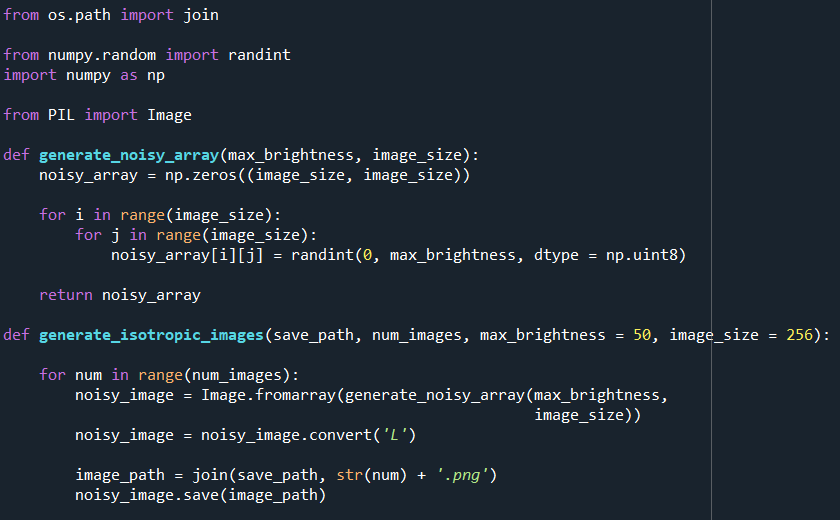 from os.path import join
from numpy.random import randint
import numpy as np
from PIL import Image
def generate_noisy_array(max_brightness, image_size):
    noisy_array = np.zeros((image_size, image_size))
    for i in range(image_size):
        for j in range(image_size):
            noisy_array[i][j] = randint(0, max_brightness, dtype = np.uint8)
    return noisy_array
def generate_isotropic_images(save_path, num_images, max_brightness = 50, image_size = 256):
    for num in range(num_images):
        noisy_image = Image.fromarray(generate_noisy_array(max_brightness,
                                                           image_size))
        noisy_image = noisy_image.convert('L')
        image_path = join(save_path, str(num) + '.png')
        noisy_image.save(image_path)